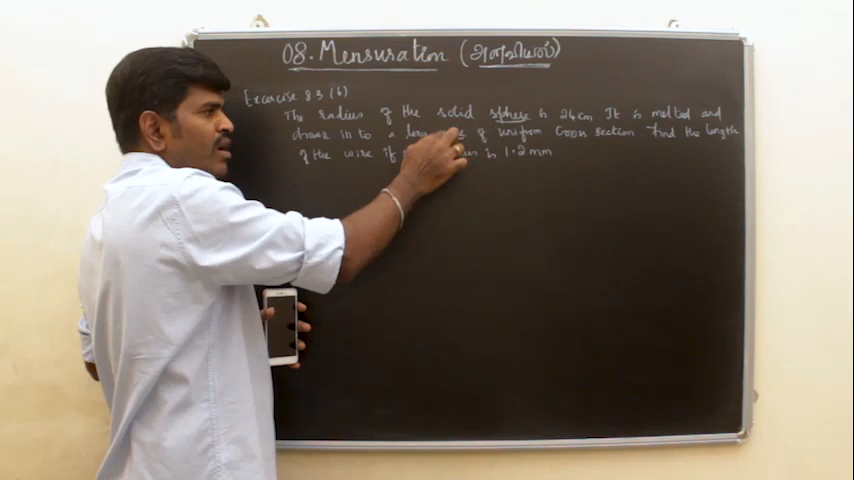 08. Mensuration (அளவியல்)
Exercise 8.3 (6)
The radius of the solid sphere is 24 cm. It is melted and
drawn in to a long of uniform Cross section Find the length
of the wire if is 1.2 mm